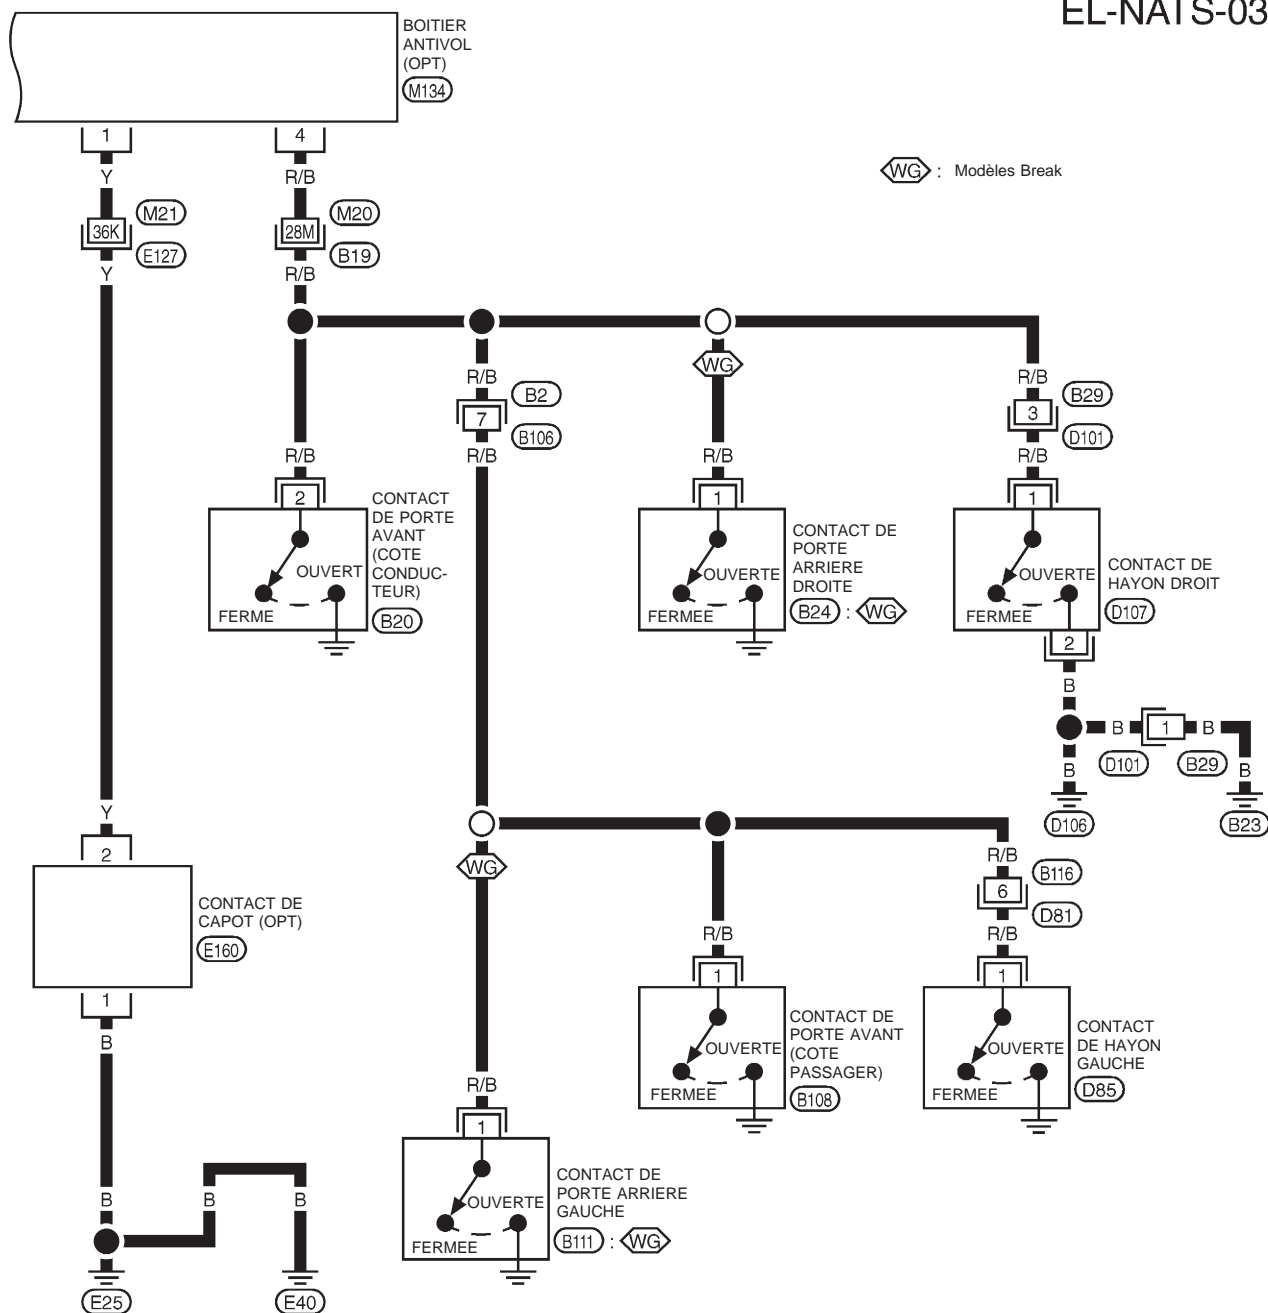 EL-NATS-03
BOITIER
ANTIVOL
(OPT)
M134
1
4
Y
R/B
WG : Modèles Break
36K
M21
E127
28M
M20
B19
Y
R/B
WG
R/B
R/B
7
B2
B106
3
B29
D101
R/B
R/B
R/B
R/B
2
CONTACT
DE PORTE
AVANT
(COTE
CONDUC-
TEUR)
B20
OUVERT
FERME
1
CONTACT DE
PORTE
ARRIERE
DROITE
B24 : WG
OUVERTE
FERMEE
1
CONTACT DE
HAYON DROIT
D107
OUVERTE
FERMEE
2
B
B
1
B
D101
B29
B
B
D106
B23
Y
2
CONTACT DE
CAPOT (OPT)
E160
1
B
WG
R/B
6
B116
D81
R/B
R/B
1
CONTACT DE
PORTE AVANT
(COTE
PASSAGER)
B108
OUVERTE
FERMEE
1
CONTACT
DE HAYON
GAUCHE
D85
OUVERTE
FERMEE
R/B
1
CONTACT DE
PORTE ARRIERE
GAUCHE
B111 : WG
OUVERTE
FERMEE
B
B
B
E25
E40